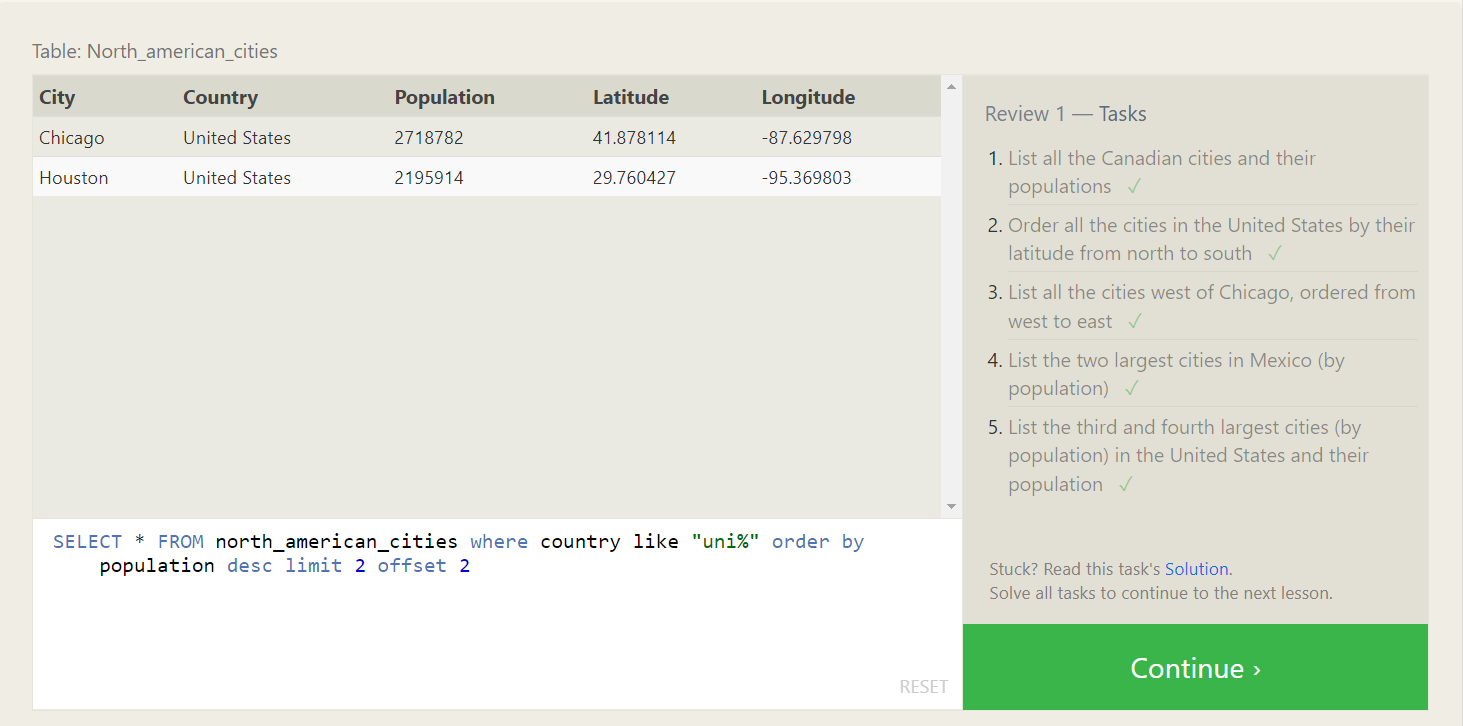 Table: North_american_cities
City Country Population Latitude Longitude
Chicago United States 2718782 41.878114 -87.629798
Houston United States 2195914 29.760427 -95.369803
SELECT * FROM north_american_cities where country like "uni%" order by
population desc limit 2 offset 2
RESET
Review 1 — Tasks
1. List all the Canadian cities and their
populations ✓
2. Order all the cities in the United States by their
latitude from north to south ✓
3. List all the cities west of Chicago, ordered from
west to east ✓
4. List the two largest cities in Mexico (by
population) ✓
5. List the third and fourth largest cities (by
population) in the United States and their
population ✓
Stuck? Read this task's Solution.
Solve all tasks to continue to the next lesson.
Continue ›